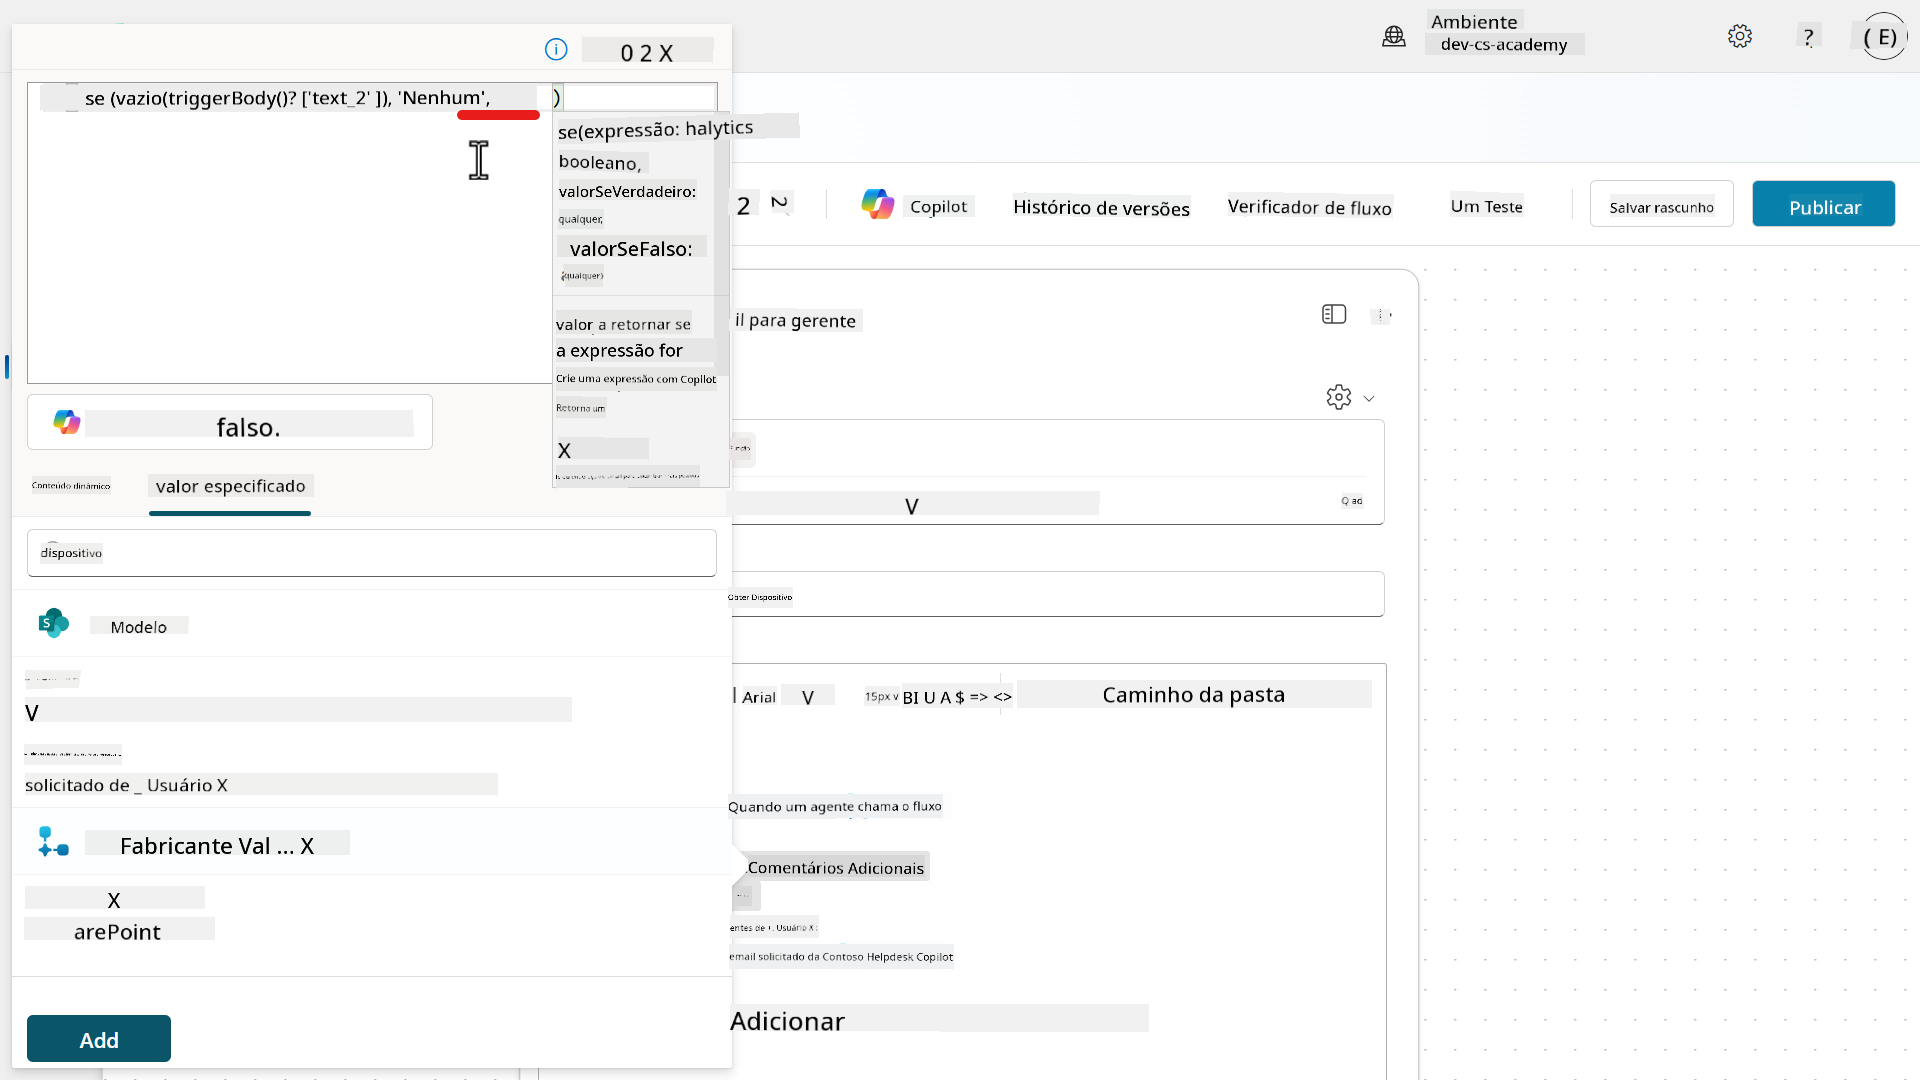 Ambiente
dev-cs-academy
?
( E)
0 2 X
se (vazio(triggerBody()? ['text_2' ]), 'Nenhum', )
se(expressão: halytics
booleano,
valorSeVerdadeiro:
qualquer,
valorSeFalso:
qualquer)
valor a retornar se
a expressão for
Crie uma expressão com Copilot
Retorna um
X
falso.
Conteúdo dinâmico
valor especificado
dispositivo
Modelo
V
solicitado de _ Usuário X
Fabricante Val ... X
X
arePoint
Add
2
Copilot
Histórico de versões
Verificador de fluxo
Um Teste
Salvar rascunho
Publicar
il para gerente
V
Q ad
Obter Dispositivo
Arial V 15px v BI U A $ => <> Caminho da pasta
Quando um agente chama o fluxo
Comentários Adicionais
entes de
Usuário X
email solicitado da Contoso Helpdesk Copilot
Adicionar